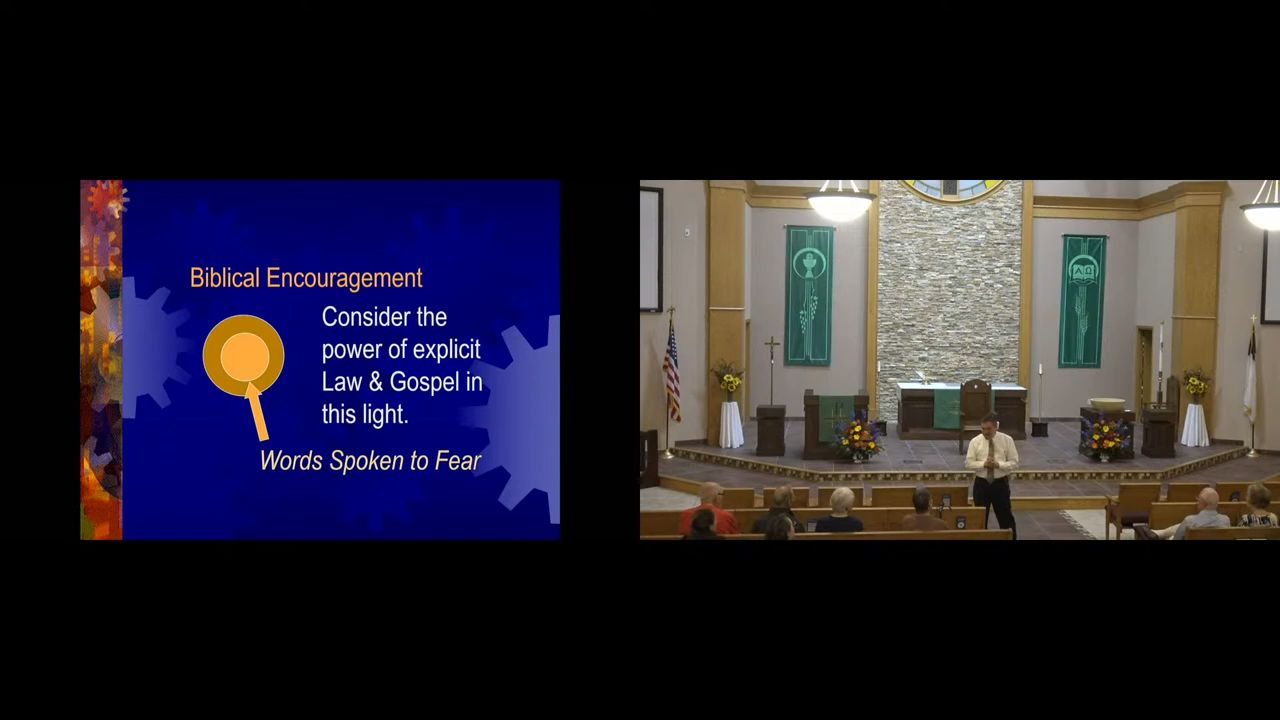 Biblical Encouragement
Consider the
power of explicit
Law & Gospel in
this light.
Words Spoken to Fear